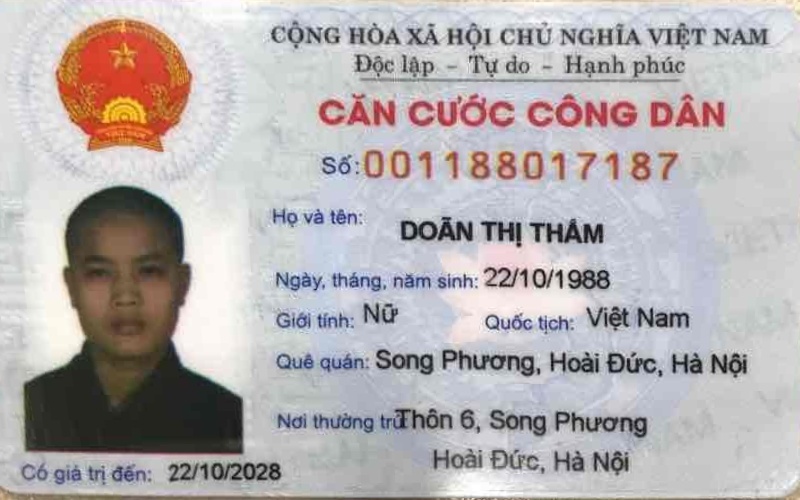 CỘNG HÒA XÃ HỘI CHỦ NGHĨA VIỆT NAM
Độc lập - Tự do - Hạnh phúc
CĂN CƯỚC CÔNG DÂN
Số: 001188017187
Họ và tên: DOÃN THỊ THẮM
Ngày, tháng, năm sinh: 22/10/1988
Giới tính: Nữ Quốc tịch: Việt Nam
Quê quán: Song Phương, Hoài Đức, Hà Nội
Nơi thường trú: Thôn 6, Song Phương
Hoài Đức, Hà Nội
Có giá trị đến: 22/10/2028